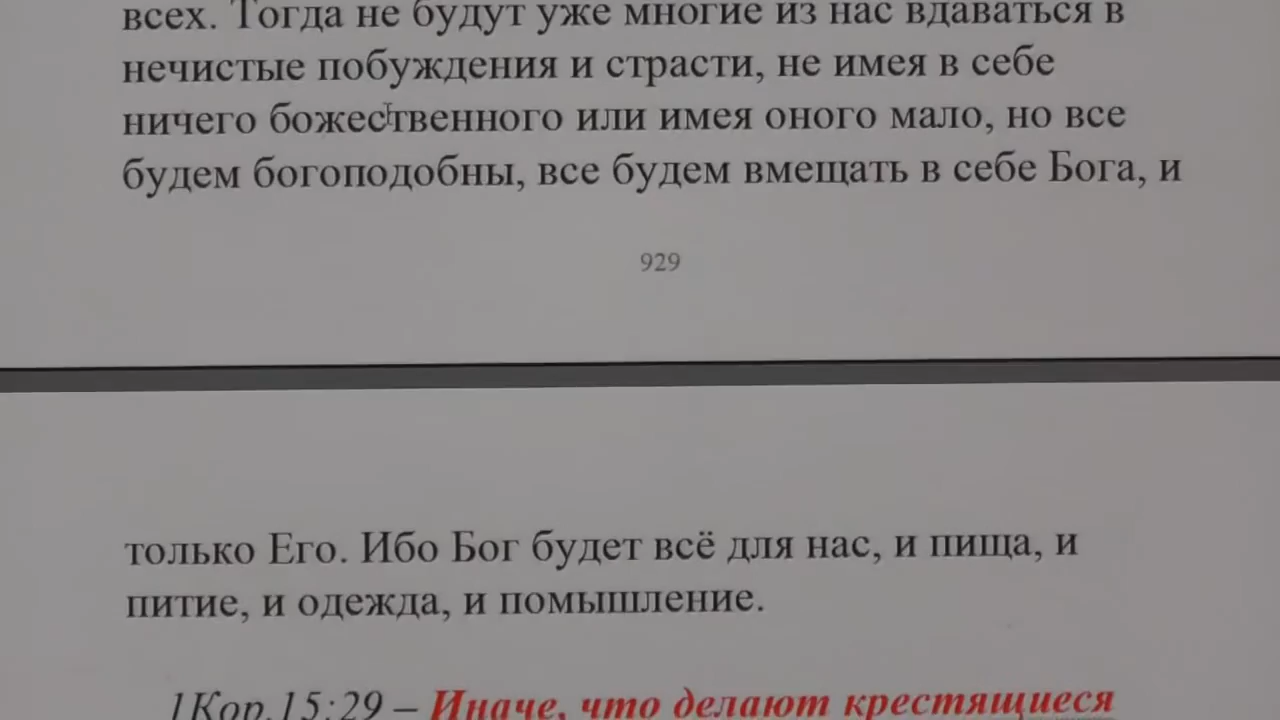 всех. Тогда не будут уже многие из нас вдаваться в
нечистые побуждения и страсти, не имея в себе
ничего божественного или имея оного мало, но все
будем богоподобны, все будем вмещать в себе Бога, и
929
только Его. Ибо Бог будет всё для нас, и пища, и
питие, и одежда, и помышление.
1Кор.15:29 – Иначе, что делают крестящиеся